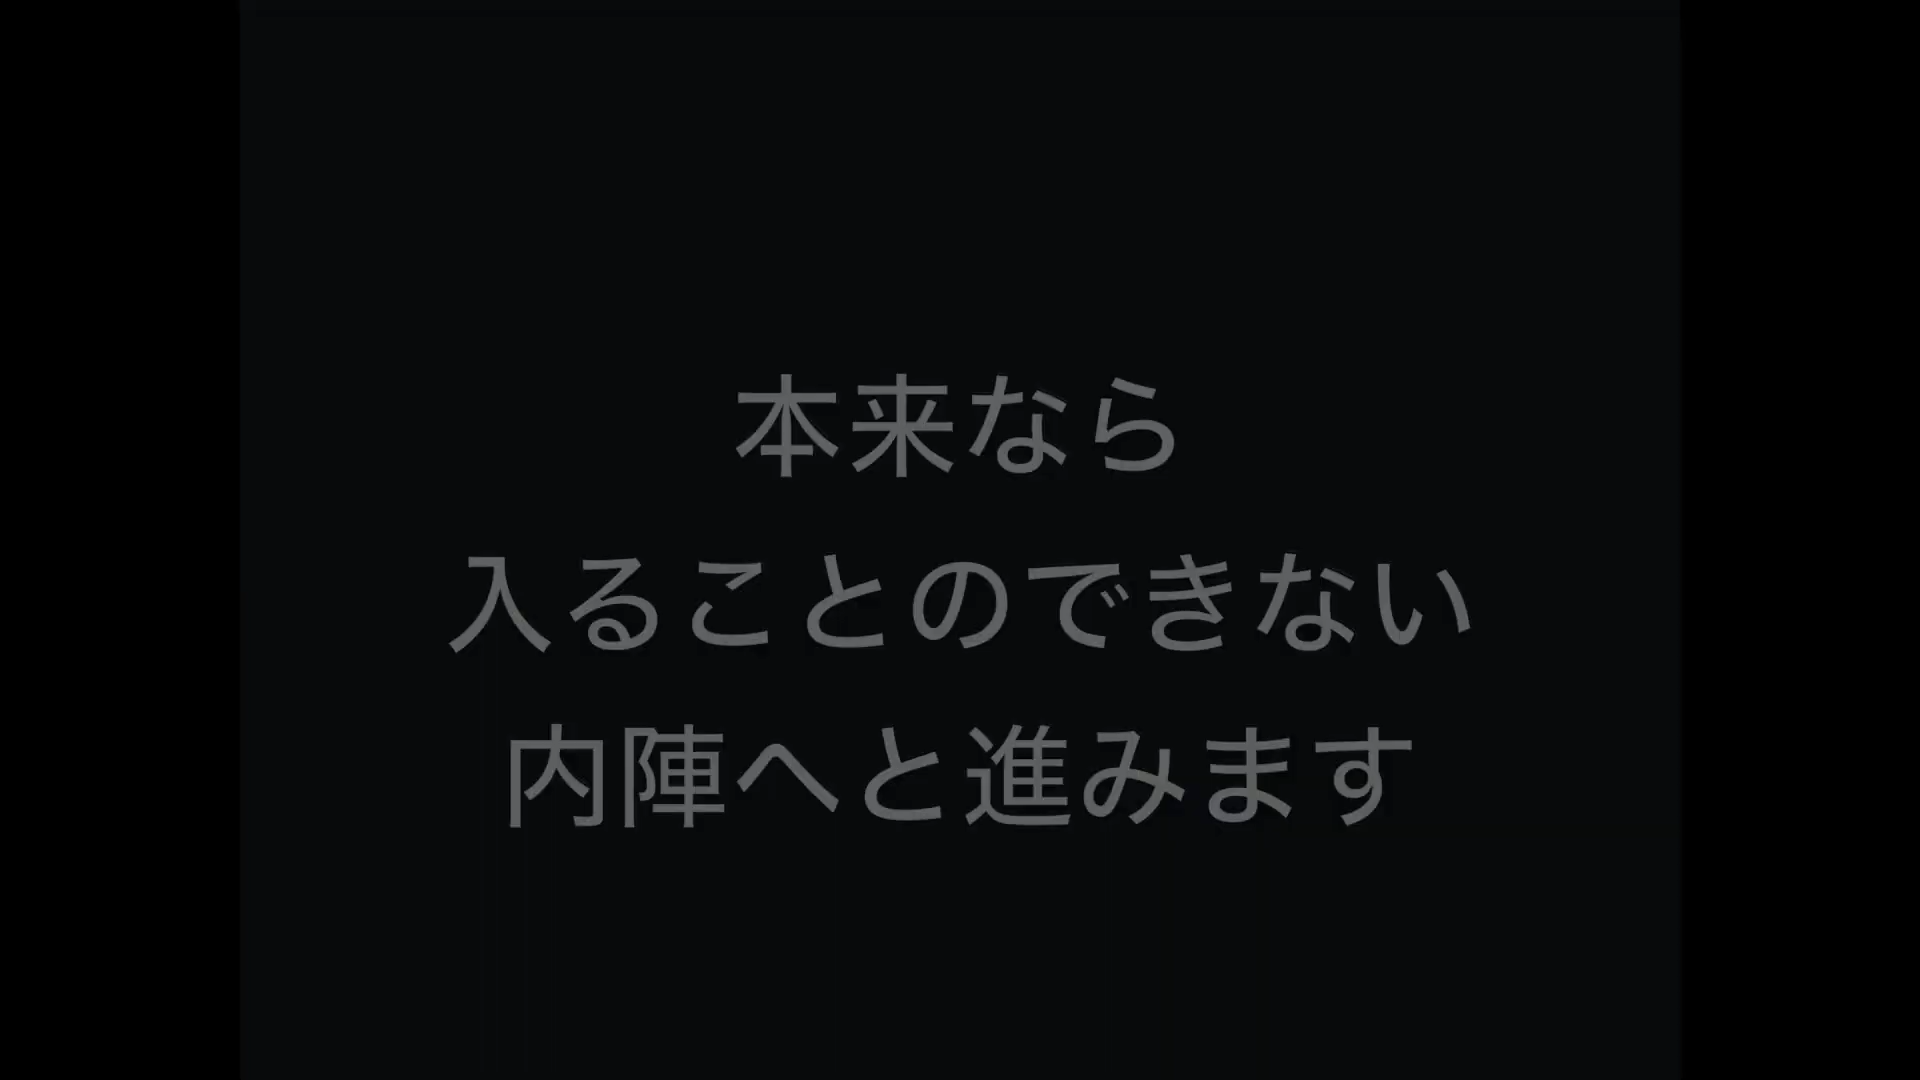 本来なら
入ることのできない
内陣へと進みます